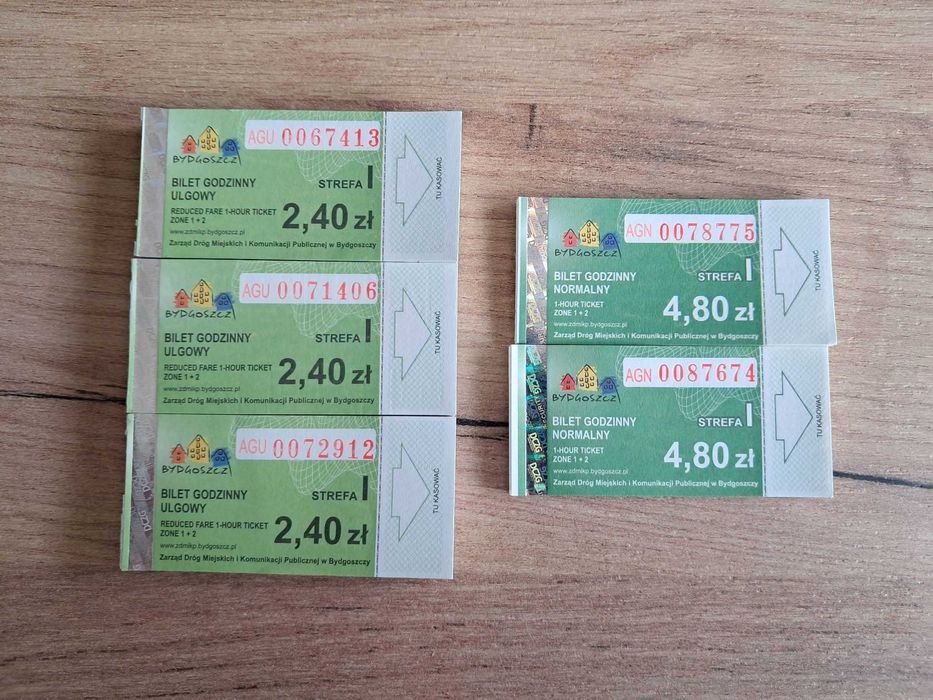 AGU 0067413
BYDGOSZCZ
BILET GODZINNY
ULGOWY
STREFA I
REDUCED FARE 1-HOUR TICKET
ZONE 1 + 2
2,40 zł
www.zdmikp.bydgoszcz.pl
Zarząd Dróg Miejskich i Komunikacji Publicznej w Bydgoszczy
TU KASOWAĆ
AGU 0071406
BYDGOSZCZ
BILET GODZINNY
ULGOWY
STREFA I
REDUCED FARE 1-HOUR TICKET
ZONE 1 + 2
2,40 zł
www.zdmikp.bydgoszcz.pl
Zarząd Dróg Miejskich i Komunikacji Publicznej w Bydgoszczy
TU KASOWAĆ
AGU 0072912
BYDGOSZCZ
BILET GODZINNY
ULGOWY
STREFA I
REDUCED FARE 1-HOUR TICKET
ZONE 1 + 2
2,40 zł
www.zdmikp.bydgoszcz.pl
Zarząd Dróg Miejskich i Komunikacji Publicznej w Bydgoszczy
TU KASOWAĆ
DCZG
AGN 0078775
BYDGOSZCZ
BILET GODZINNY
NORMALNY
STREFA I
1-HOUR TICKET
ZONE 1 + 2
4,80 zł
www.zdmikp.bydgoszcz.pl
Zarząd Dróg Miejskich i Komunikacji Publicznej w Bydgoszczy
TU KASOWAĆ
AGN 0087674
BYDGOSZCZ
BILET GODZINNY
NORMALNY
STREFA I
1-HOUR TICKET
ZONE 1 + 2
4,80 zł
www.zdmikp.bydgoszcz.pl
Zarząd Dróg Miejskich i Komunikacji Publicznej w Bydgoszczy
TU KASOWAĆ